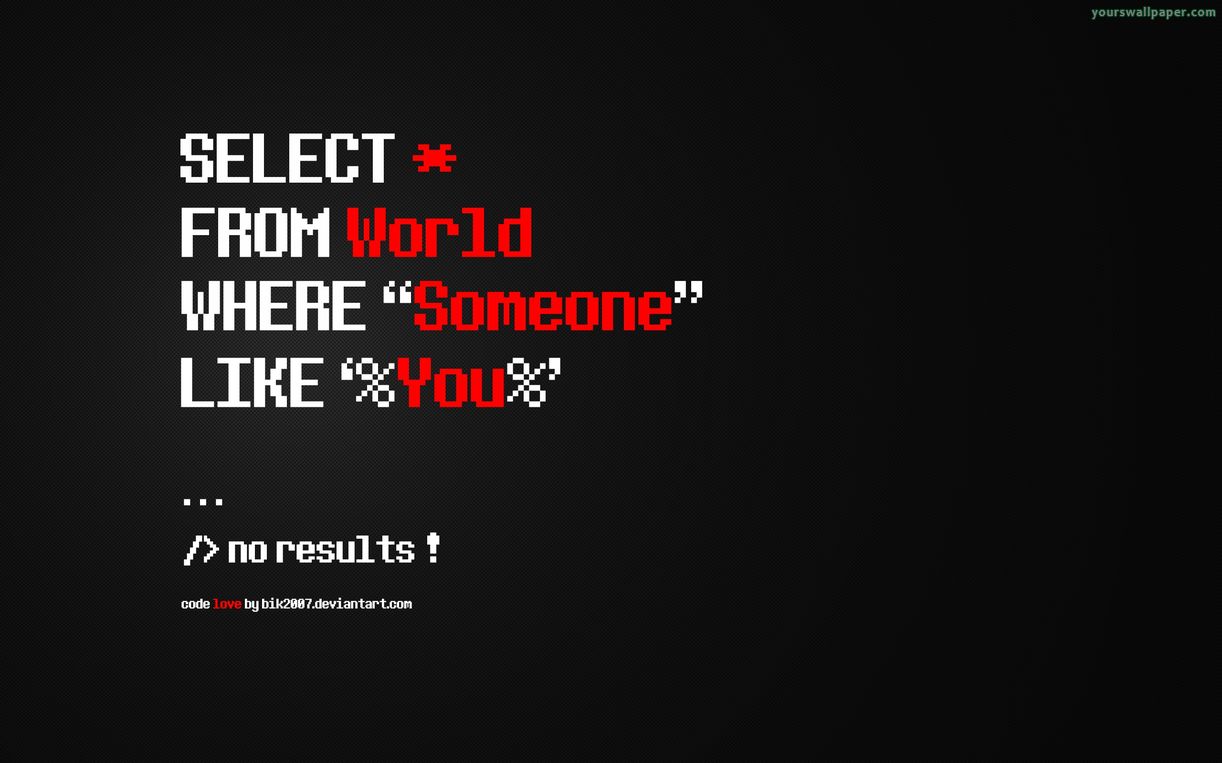 yourswallpaper.com
SELECT *
FROM World
WHERE “Someone”
LIKE ‘%You%’
...
/> no results !
code love by bik2007.deviantart.com